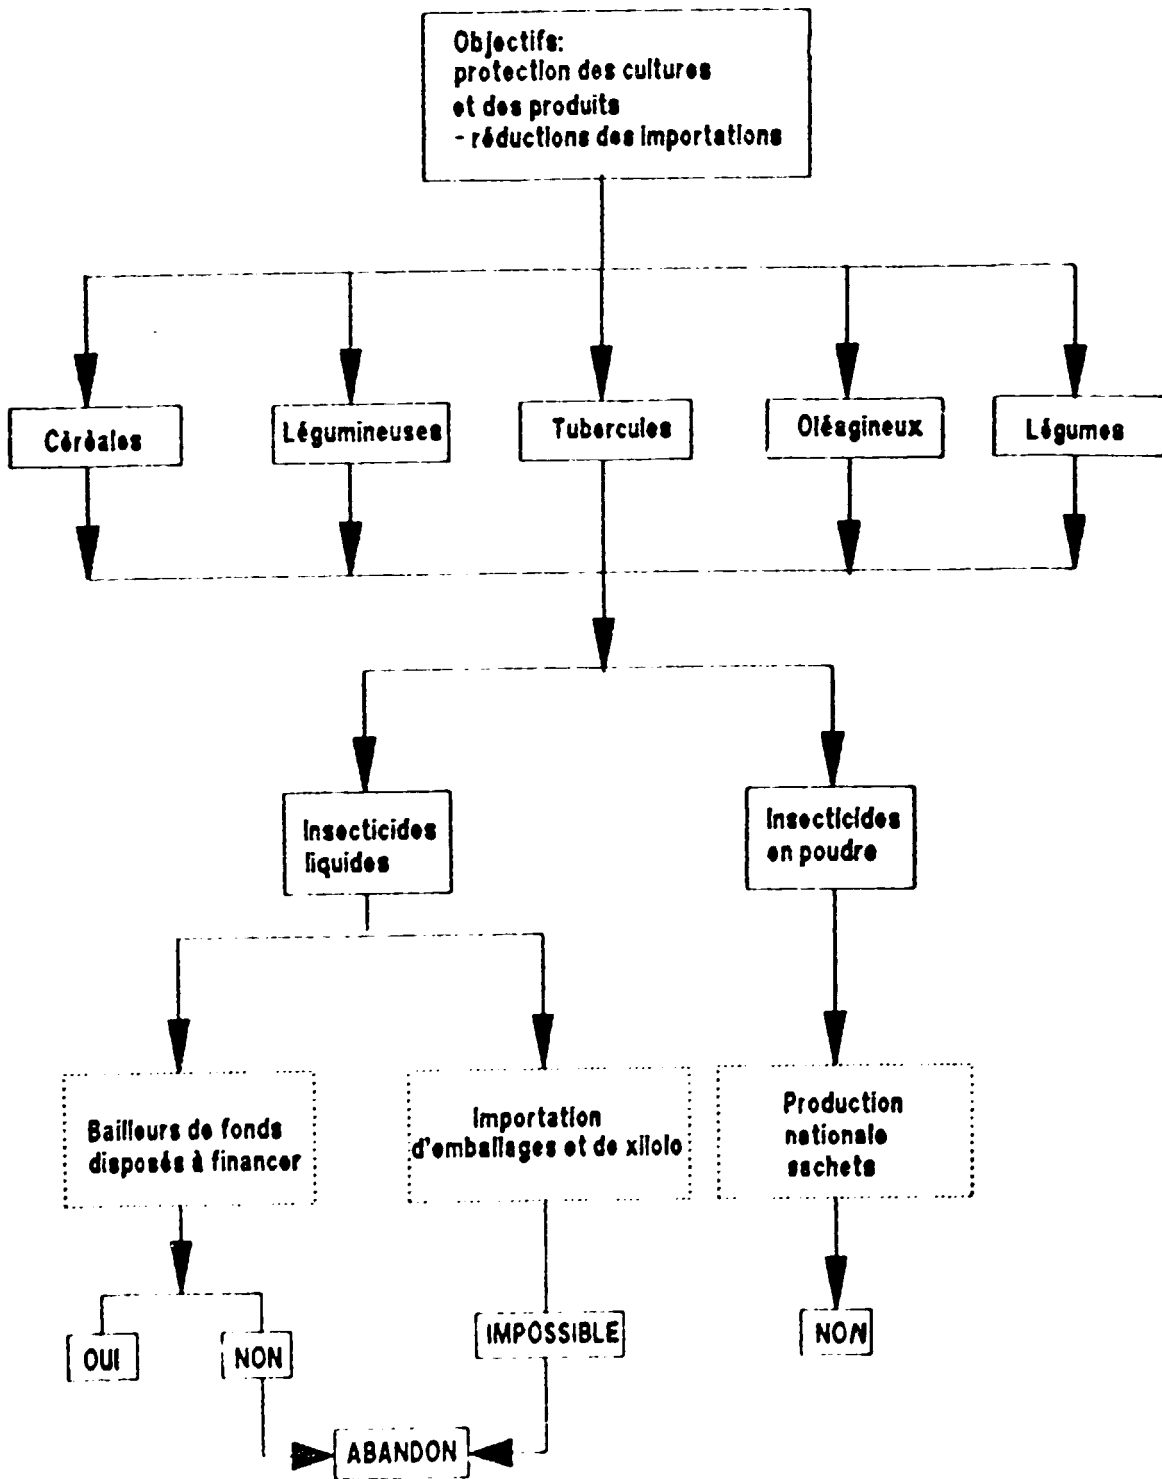 Objectifs:
protection des cultures
et des produits
- réductions des importations
Céréales
Légumineuses
Tubercules
Oléagineux
Légumes
Insecticides
liquides
Insecticides
en poudre
Bailleurs de fonds
disposés à financer
Importation
d'emballages et de xilolo
Production
nationale
sachets
OUI
NON
IMPOSSIBLE
NON
ABANDON